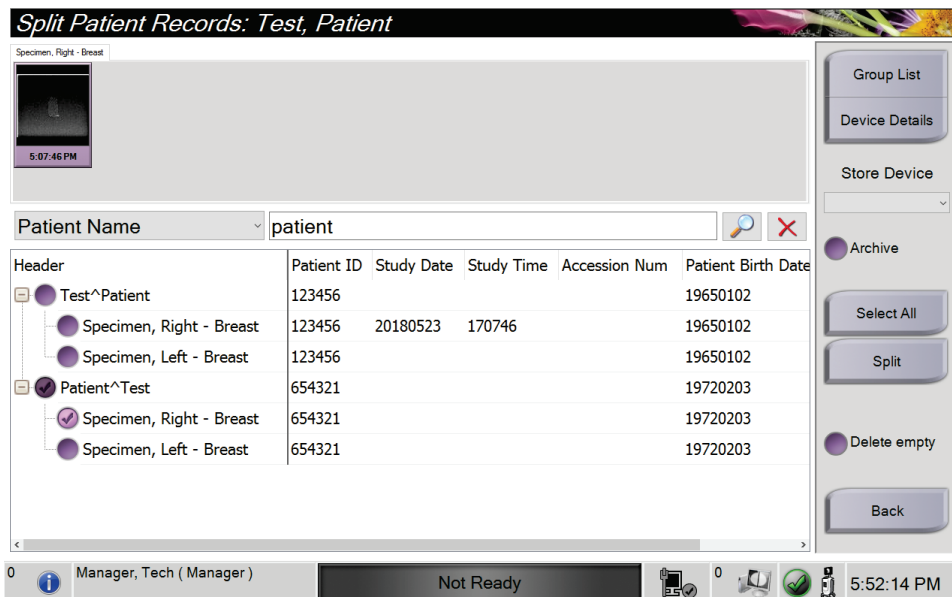 Split Patient Records: Test, Patient
Specimen, Right - Breast
5:07:46 PM
Group List
Device Details
Store Device
Archive
Select All
Split
Delete empty
Back
Patient Name patient
Header Patient ID Study Date Study Time Accession Num Patient Birth Date
Test^Patient 123456 19650102
Specimen, Right - Breast 123456 20180523 170746 19650102
Specimen, Left - Breast 123456 19650102
Patient^Test 654321 19720203
Specimen, Right - Breast 654321 19720203
Specimen, Left - Breast 654321 19720203
0 Manager, Tech ( Manager ) Not Ready 0 5:52:14 PM